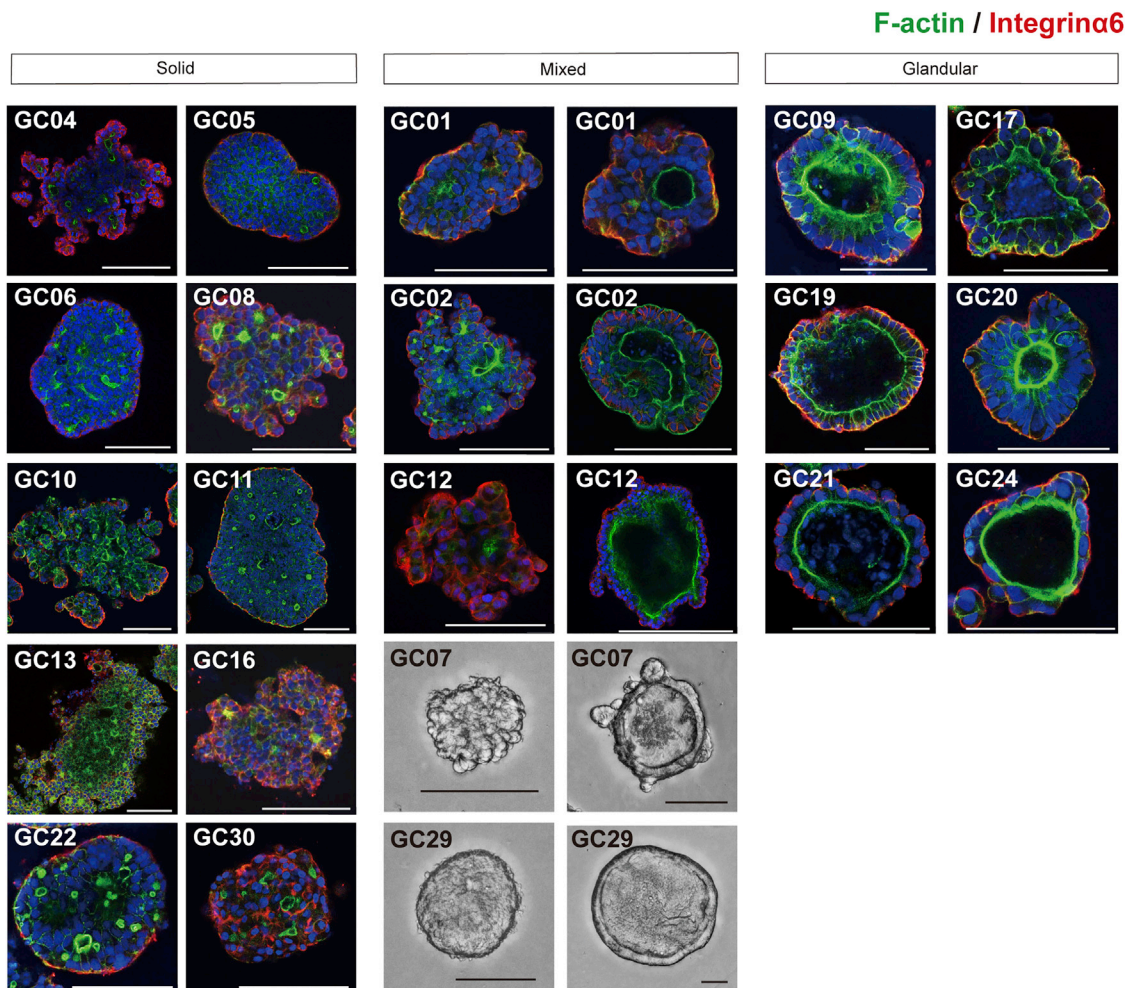 F-actin / Integrinα6
Solid
Mixed
Glandular
GC04
GC05
GC01
GC01
GC09
GC17
GC06
GC08
GC02
GC02
GC19
GC20
GC10
GC11
GC12
GC12
GC21
GC24
GC13
GC16
GC07
GC07
GC22
GC30
GC29
GC29